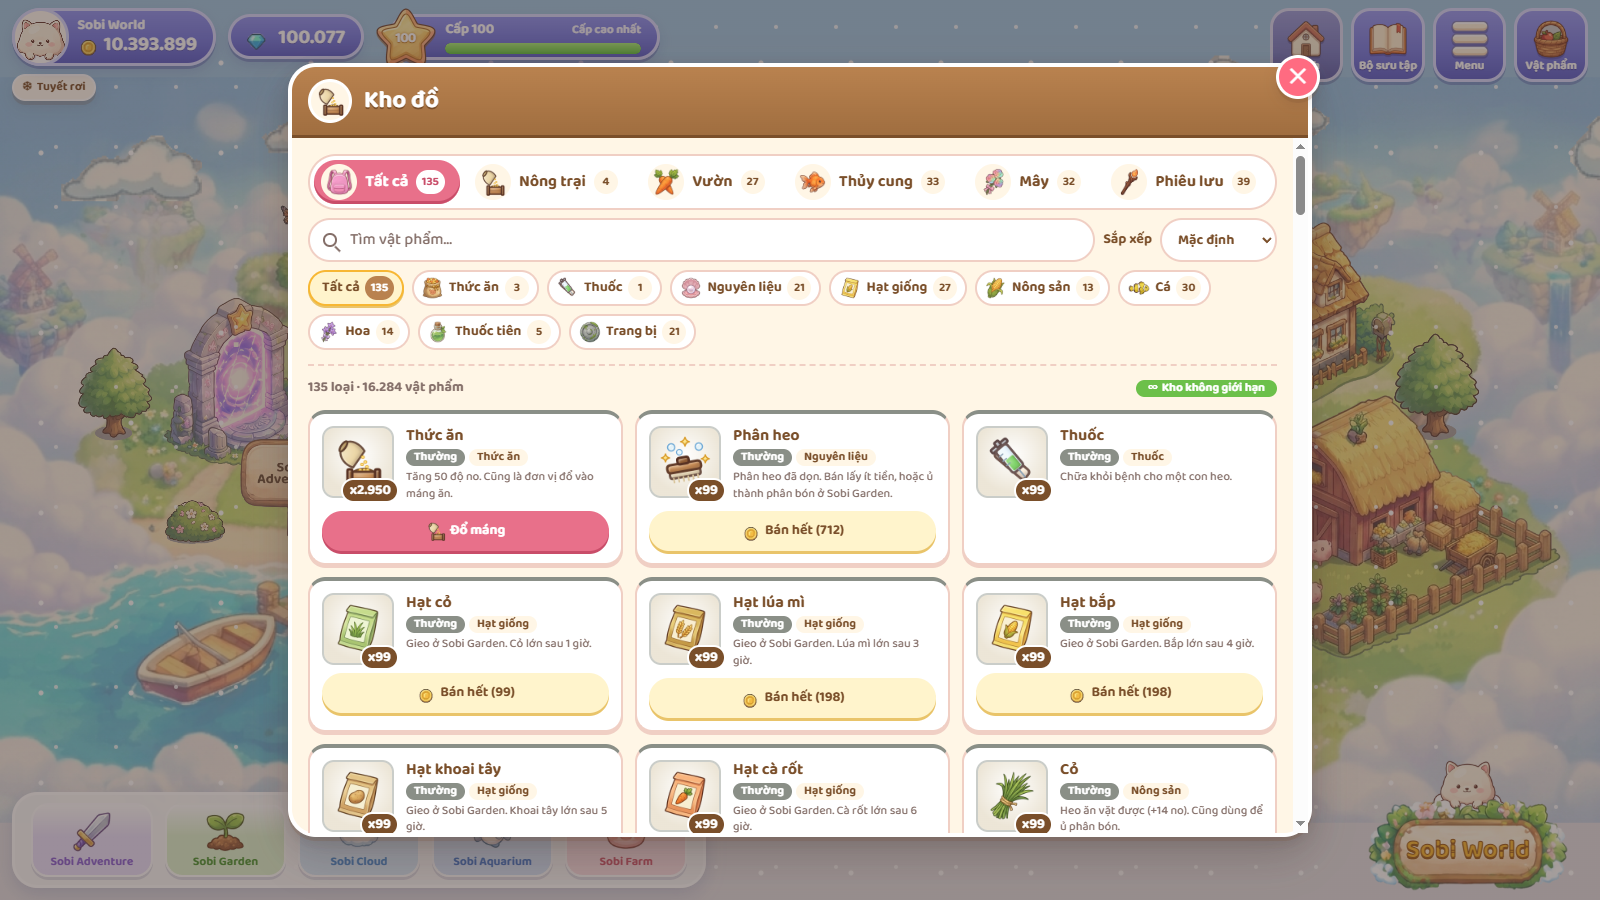 Sobi World
10.393.899
100.077
100
Cấp 100
Cấp cao nhất
Bộ sưu tập
Menu
Vật phẩm
Tuyết rơi
Kho đồ
Tất cả 135
Nông trại 4
Vườn 27
Thủy cung 33
Mây 32
Phiêu lưu 39
Tìm vật phẩm...
Sắp xếp
Mặc định
Tất cả 135
Thức ăn 3
Thuốc 1
Nguyên liệu 21
Hạt giống 27
Nông sản 13
Cá 30
Hoa 14
Thuốc tiên 5
Trang bị 21
135 loại · 16.284 vật phẩm
∞ Kho không giới hạn
Thức ăn
Thường Thức ăn
Tăng 50 độ no. Cũng là đơn vị đổ vào
máng ăn.
x2.950
Đổ máng
Phân heo
Thường Nguyên liệu
Phân heo đã dọn. Bán lấy ít tiền, hoặc ủ
thành phân bón ở Sobi Garden.
x99
Bán hết (712)
Thuốc
Thường Thuốc
Chữa khỏi bệnh cho một con heo.
x99
Hạt cỏ
Thường Hạt giống
Gieo ở Sobi Garden. Cỏ lớn sau 1 giờ.
x99
Bán hết (99)
Hạt lúa mì
Thường Hạt giống
Gieo ở Sobi Garden. Lúa mì lớn sau 3
giờ.
x99
Bán hết (198)
Hạt bắp
Thường Hạt giống
Gieo ở Sobi Garden. Bắp lớn sau 4 giờ.
x99
Bán hết (198)
Hạt khoai tây
Thường Hạt giống
Gieo ở Sobi Garden. Khoai tây lớn sau 5
giờ.
x99
Hạt cà rốt
Thường Hạt giống
Gieo ở Sobi Garden. Cà rốt lớn sau 6
giờ.
x99
Cỏ
Thường Nông sản
Heo ăn vặt được (+14 no). Cũng dùng để
ủ phân bón.
x99
Sobi Adventure
Sobi Garden
Sobi Cloud
Sobi Aquarium
Sobi Farm
Sobi World